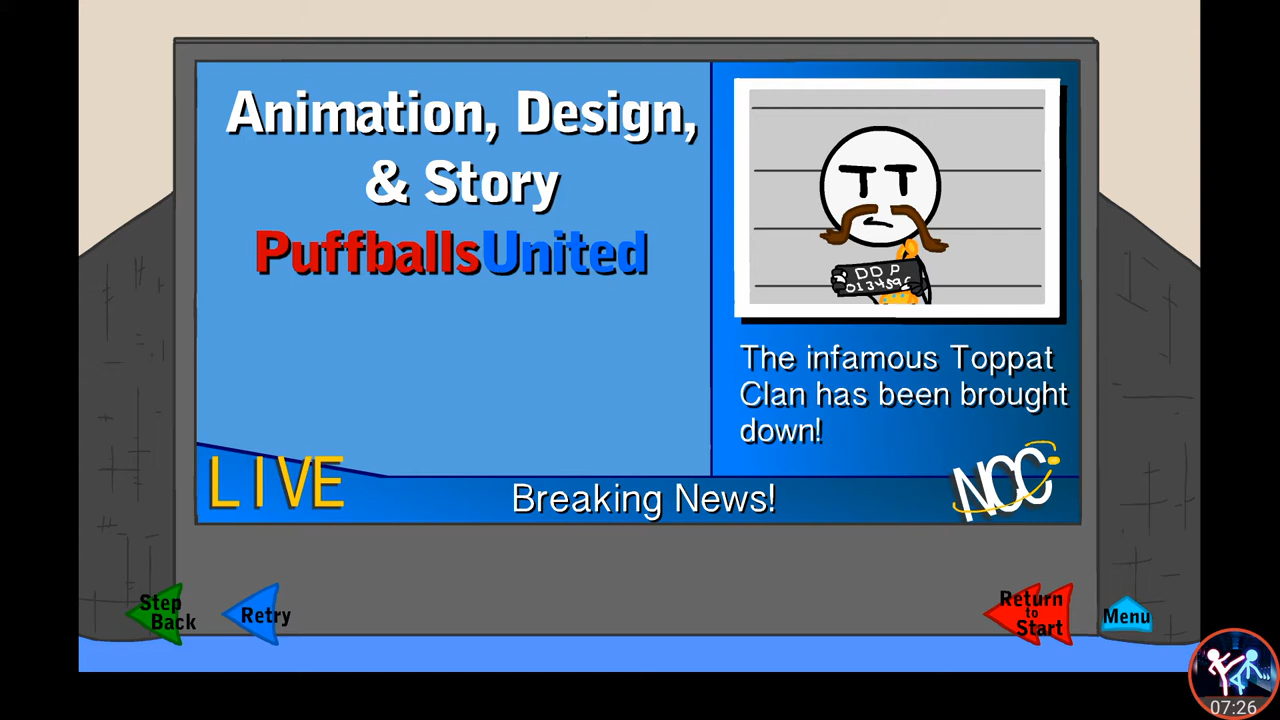 Animation, Design,
& Story
PuffballsUnited
DDP
The infamous Toppat
Clan has been brought
down!
LIVE
Breaking News!
NCC
Step
Back
Retry
Return
to
Start
Menu
07:26